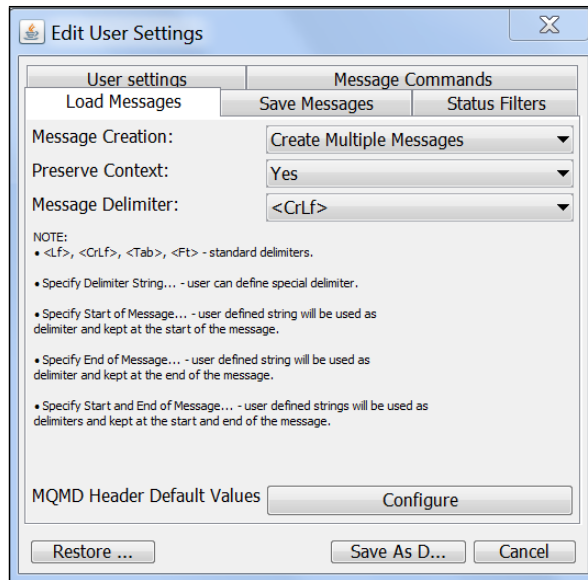 Edit User Settings
User settings
Message Commands
Load Messages
Save Messages
Status Filters
Message Creation:
Create Multiple Messages
Preserve Context:
Yes
Message Delimiter:
<CrLf>
NOTE:
• <Lf>, <CrLf>, <Tab>, <Ft> - standard delimiters.
• Specify Delimiter String... - user can define special delimiter.
• Specify Start of Message... - user defined string will be used as
delimiter and kept at the start of the message.
• Specify End of Message... - user defined string will be used as
delimiter and kept at the end of the message.
• Specify Start and End of Message... - user defined strings will be used as
delimiters and kept at the start and end of the message.
MQMD Header Default Values
Configure
Restore ...
Save As D...
Cancel